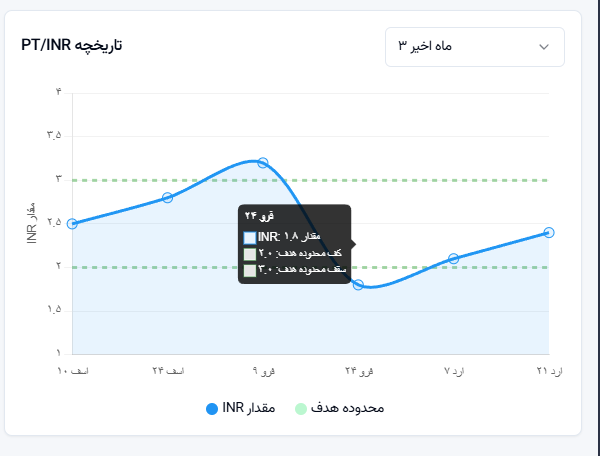 تاریخچه PT/INR
ماه اخیر ۳
۴
۳.۵
۳
۲.۵
۲
۱.۵
۱
مقدار INR
فرو ۲۴
INR: مقدار ۱.۸
کف محدوده هدف: ۲.۰
سقف محدوده هدف: ۳.۰
اسف ۱۰
اسف ۲۴
فرو ۹
فرو ۲۴
ارد ۷
ارد ۲۱
مقدار INR
محدوده هدف